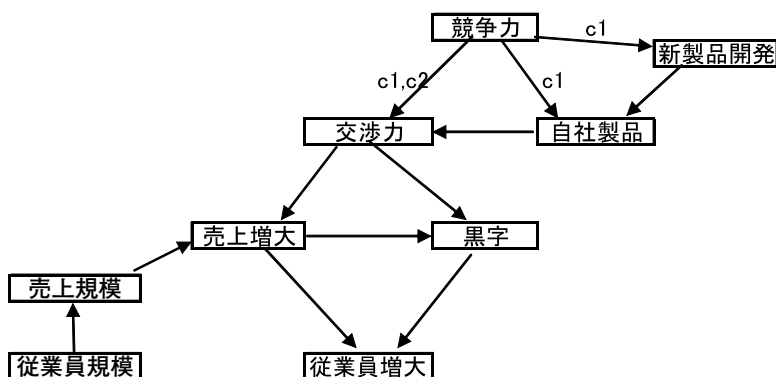 競争力
c1
新製品開発
c1,c2
c1
交渉力
自社製品
売上増大
黒字
売上規模
従業員規模
従業員増大